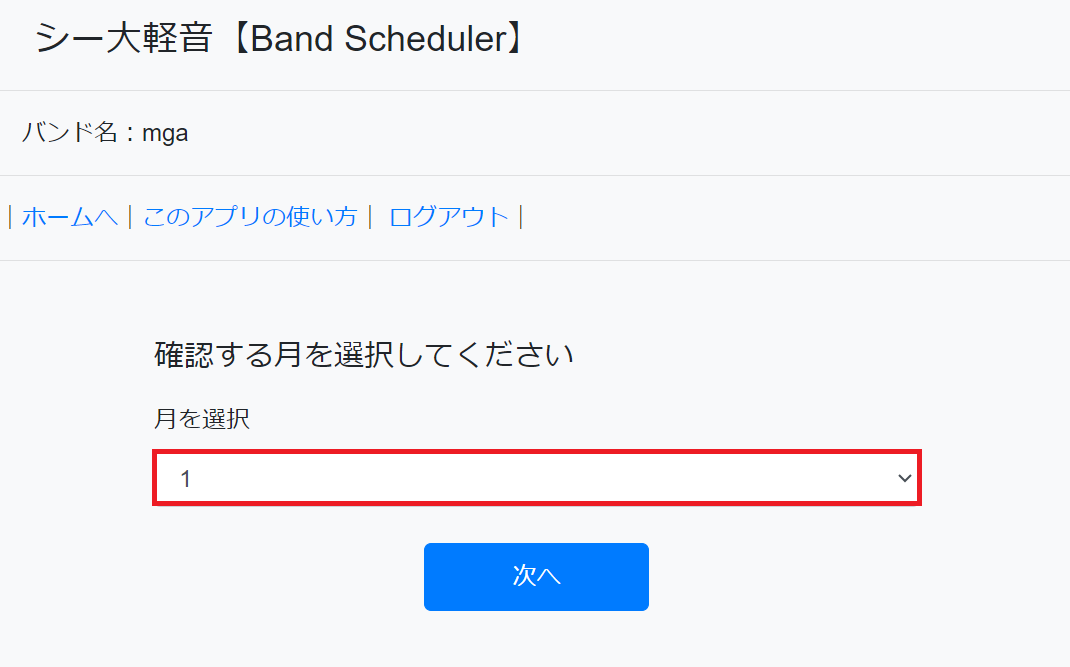 シー大軽音【Band Scheduler】
バンド名：mga
| ホームへ | このアプリの使い方 | ログアウト |
確認する月を選択してください
月を選択
1
次へ